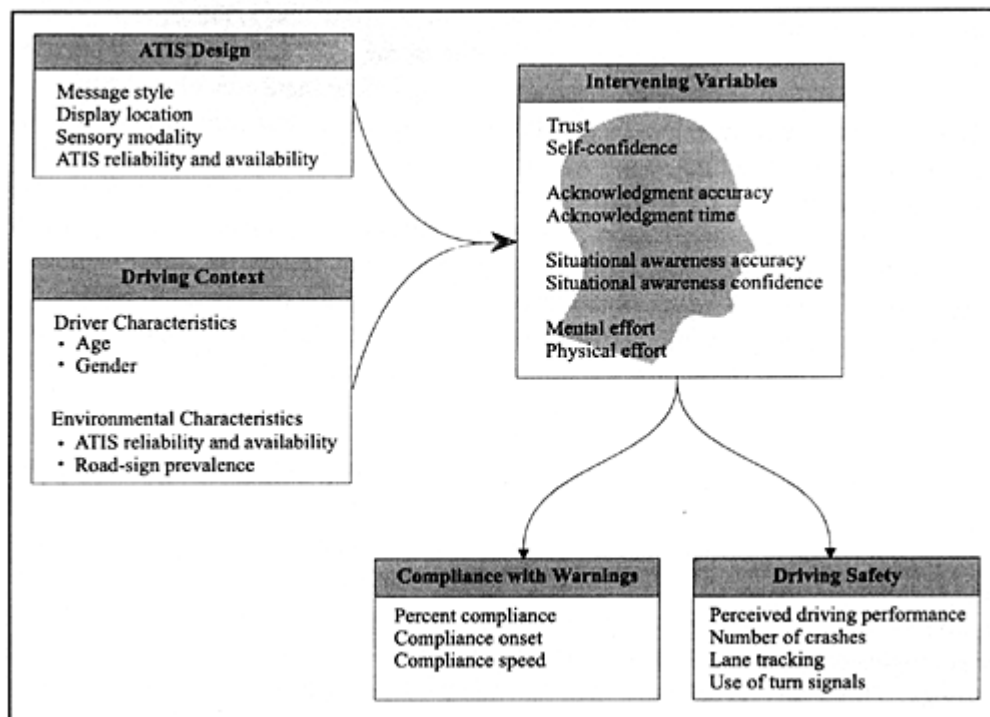 ATIS Design
Message style
Display location
Sensory modality
ATIS reliability and availability
Driving Context
Driver Characteristics
• Age
• Gender
Environmental Characteristics
• ATIS reliability and availability
• Road-sign prevalence
Intervening Variables
Trust
Self-confidence
Acknowledgment accuracy
Acknowledgment time
Situational awareness accuracy
Situational awareness confidence
Mental effort
Physical effort
Compliance with Warnings
Percent compliance
Compliance onset
Compliance speed
Driving Safety
Perceived driving performance
Number of crashes
Lane tracking
Use of turn signals